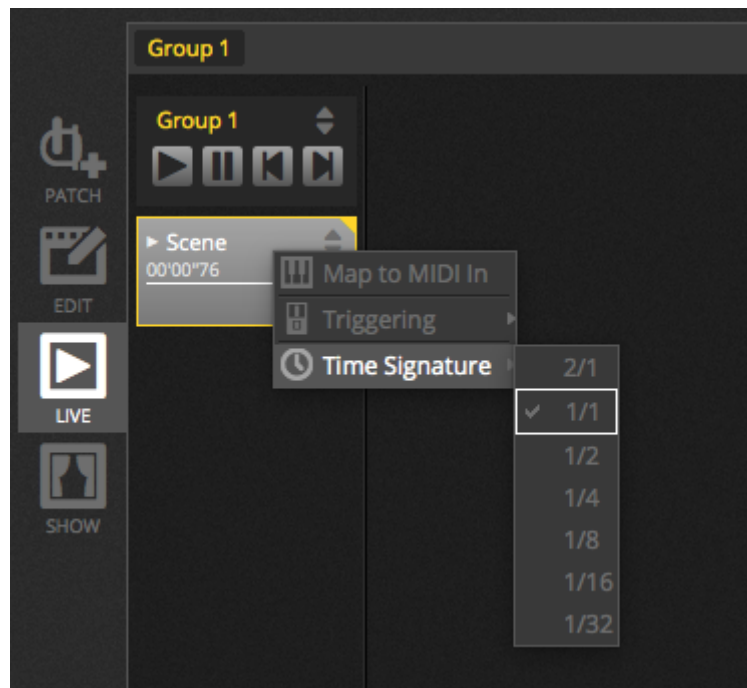 Group 1
Group 1
PATCH
Scene
00'00"76
Map to MIDI In
EDIT
Triggering
Time Signature
2/1
LIVE
1/1
1/2
1/4
SHOW
1/8
1/16
1/32